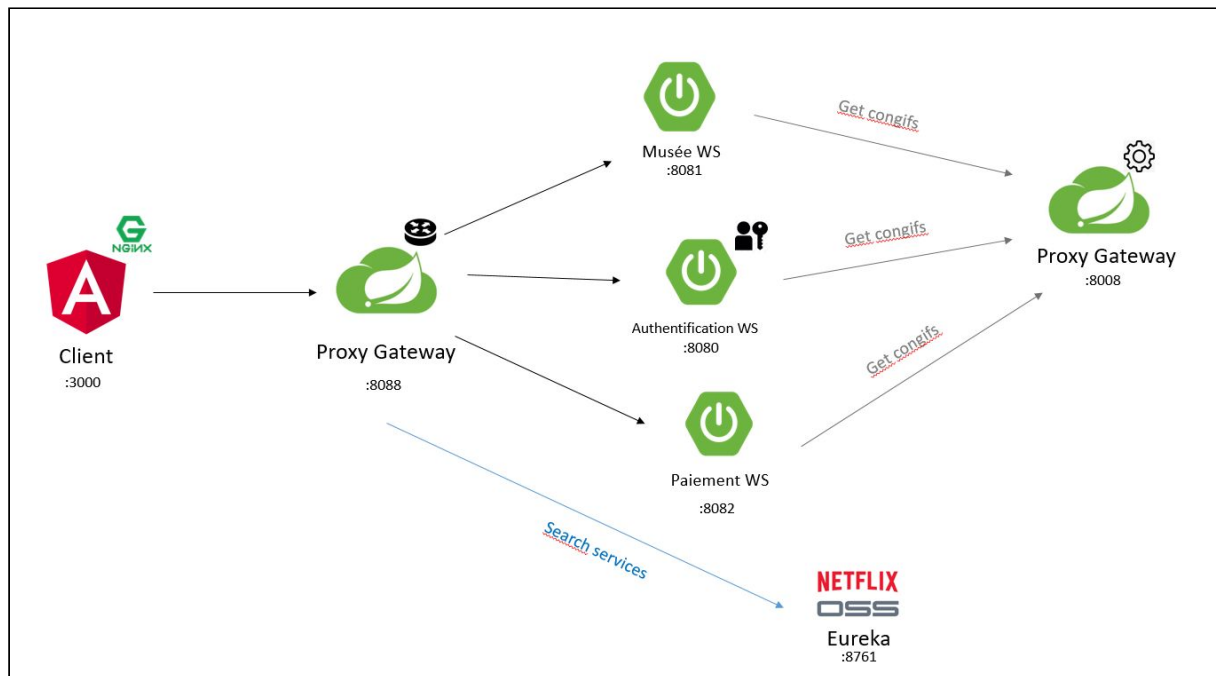 NGiNX
A
Client
:3000
Proxy Gateway
:8088
Musée WS
:8081
Authentification WS
:8080
Paiement WS
:8082
Get congifs
Get congifs
Get congifs
Proxy Gateway
:8008
Search services
NETFLIX
OSS
Eureka
:8761